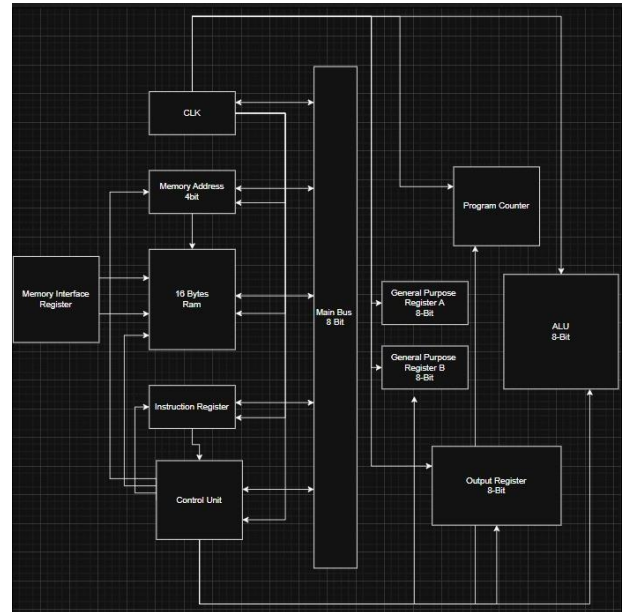 CLK
Memory Address
4bit
Program Counter
Memory Interface
Register
16 Bytes
Ram
Main Bus
8 Bit
General Purpose
Register A
8-Bit
ALU
8-Bit
General Purpose
Register B
8-Bit
Instruction Register
Control Unit
Output Register
8-Bit